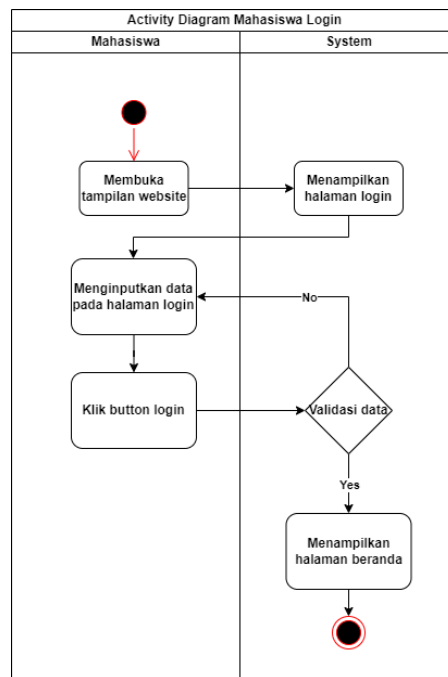 Activity Diagram Mahasiswa Login
Mahasiswa
System
Membuka
tampilan website
Menampilkan
halaman login
Menginputkan data
pada halaman login
No
Klik button login
Validasi data
Yes
Menampilkan
halaman beranda